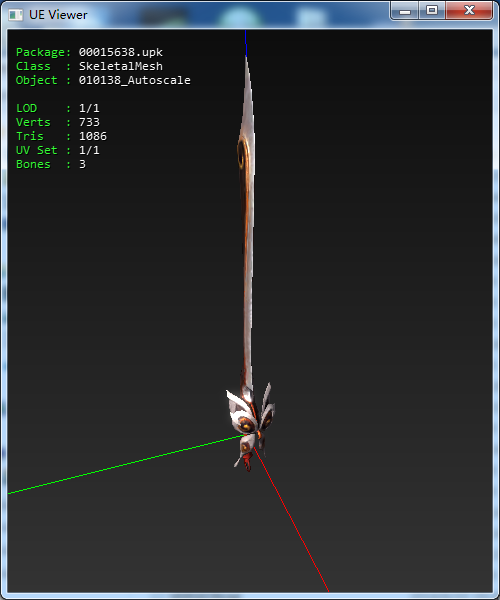 UE Viewer
Package: 00015638.upk
Class : SkeletalMesh
Object : 010138_Autoscale
LOD : 1/1
Verts : 733
Tris : 1086
UV Set : 1/1
Bones : 3